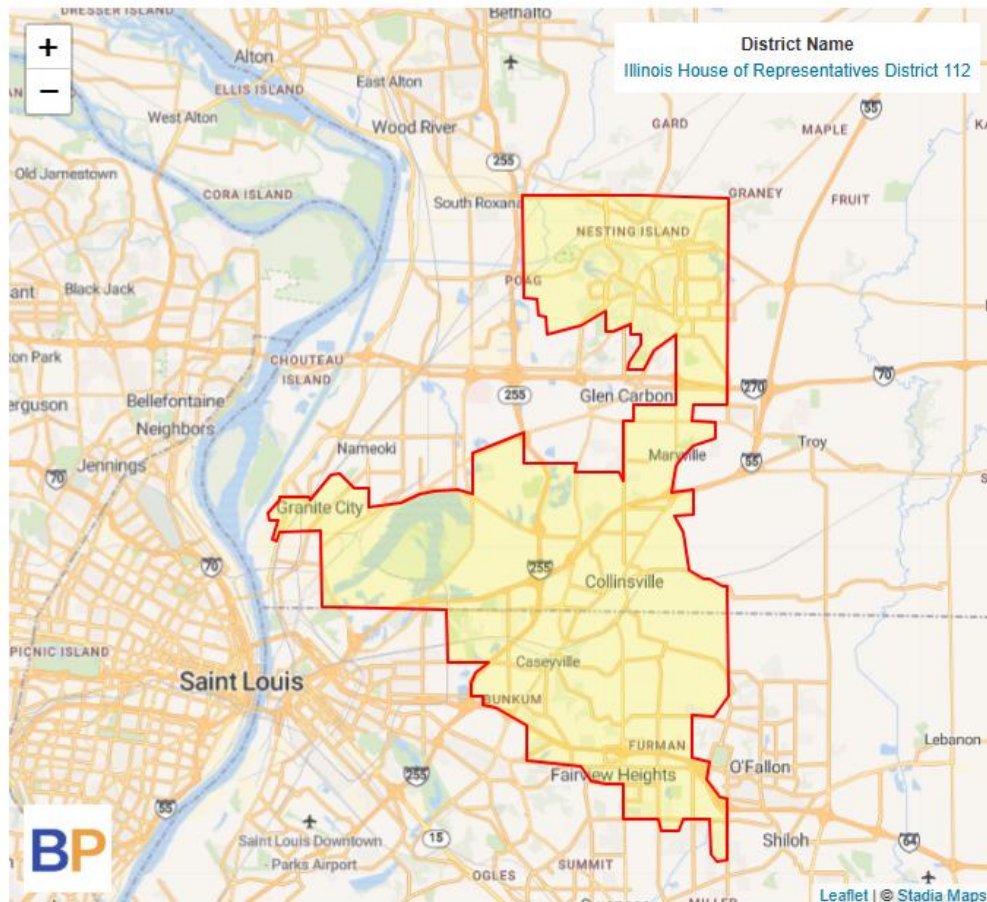 DRESSER ISLAND
Bethalto
+
−
District Name
Illinois House of Representatives District 112
Alton
ELLIS ISLAND
East Alton
West Alton
Wood River
255
GARD
MAPLE
55
Old Jamestown
CORA ISLAND
South Roxana
GRANEY
FRUIT
NESTING ISLAND
POAG
Black Jack
ton Park
CHOUTEAU
ISLAND
70
270
255
Glen Carbon
erguson
Bellefontaine
Neighbors
Nameoki
Troy
Maryville
55
Jennings
70
Granite City
70
255
Collinsville
PICNIC ISLAND
Saint Louis
Caseyville
BUNKUM
FURMAN
Lebanon
Fairview Heights
O'Fallon
255
55
15
Saint Louis Downtown
- Parks Airport
Shiloh
64
BP
SUMMIT
OGLES
MILLER
Leaflet | © Stadia Maps